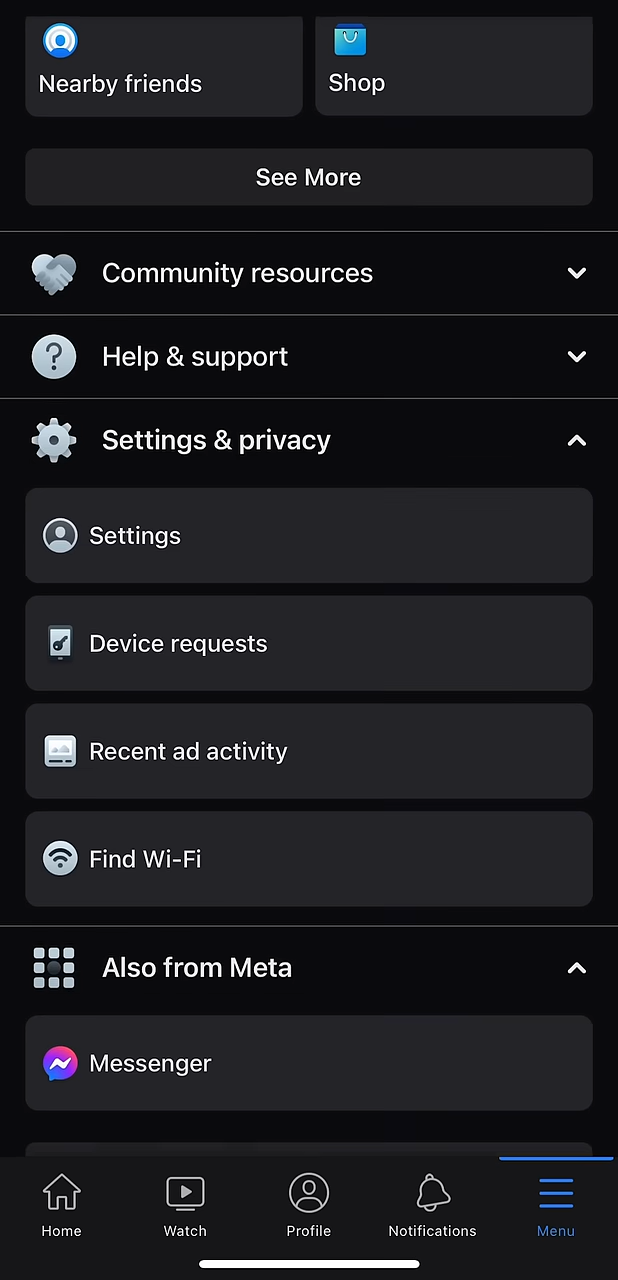 Nearby friends
Shop
See More
Community resources
Help & support
Settings & privacy
Settings
Device requests
Recent ad activity
Find Wi-Fi
Also from Meta
Messenger
Home
Watch
Profile
Notifications
Menu